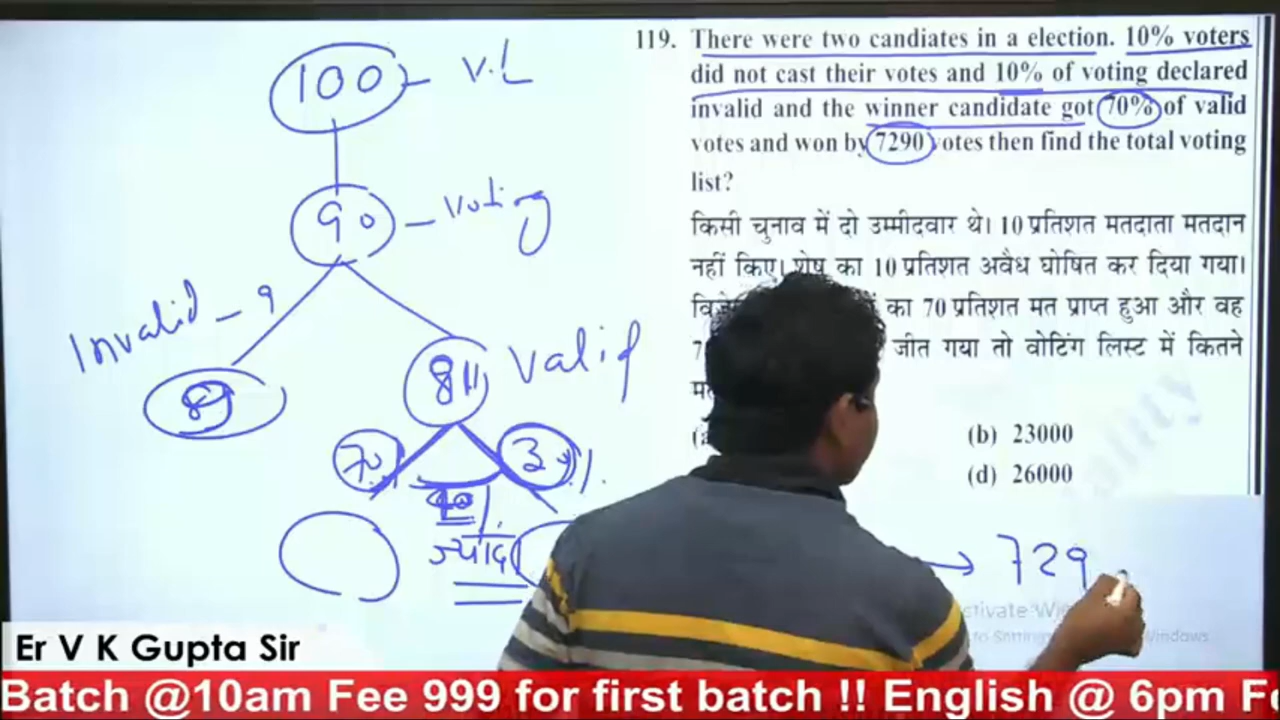 100 - V.L
90 - Voting
Invalid - 9
81 Valid
70
40
30%
ज्यादा
119. There were two candiates in a election. 10% voters
did not cast their votes and 10% of voting declared
invalid and the winner candidate got 70% of valid
votes and won by 7290 votes then find the total voting
list?
किसी चुनाव में दो उम्मीदवार थे। 10 प्रतिशत मतदाता मतदान
नहीं किए। शेष का 10 प्रतिशत अवैध घोषित कर दिया गया।
का 70 प्रतिशत मत प्राप्त हुआ और वह
7
जीत गया तो वोटिंग लिस्ट में कितने
(b) 23000
(d) 26000
→ 729
Er V K Gupta Sir
Batch @10am Fee 999 for first batch !! English @ 6pm Fe